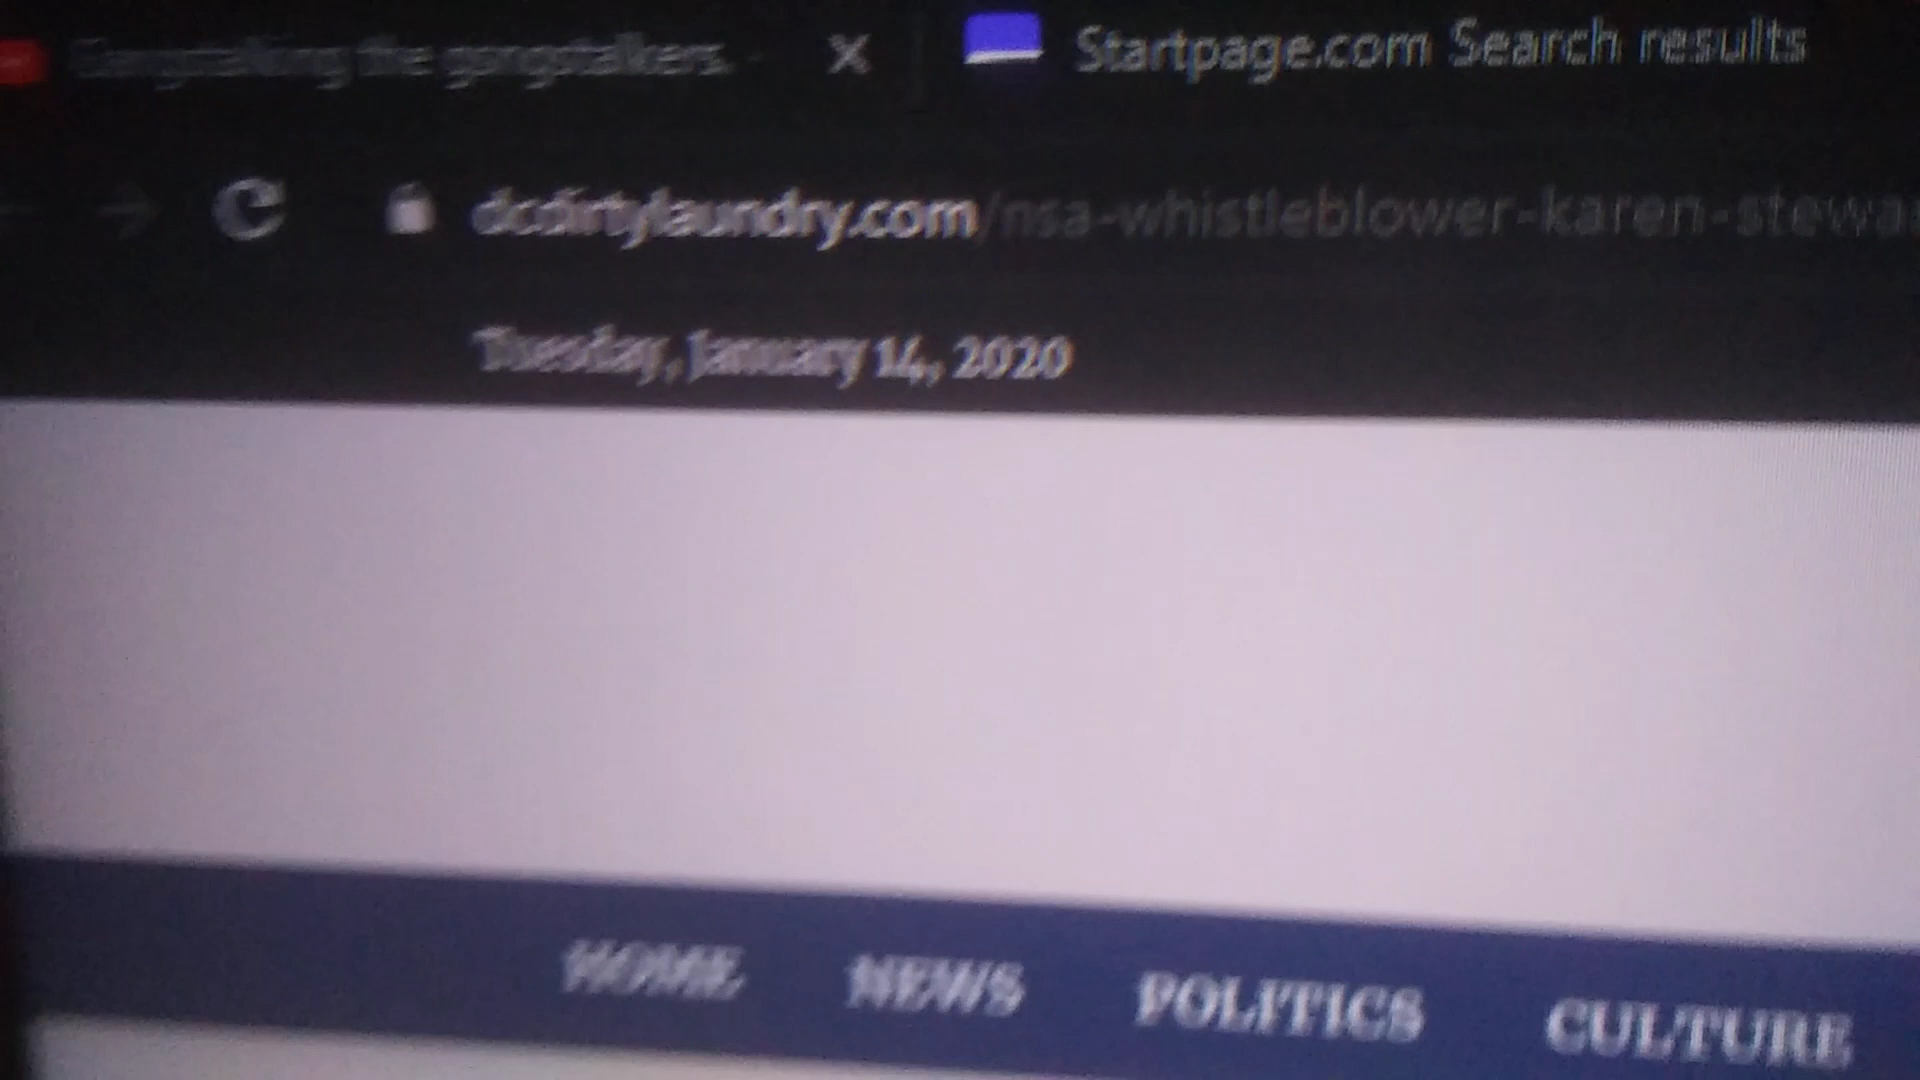 Gangstalking the gangstalkers. X Startpage.com Search results
dcdirtylaundry.com/nsa-whistleblower-karen-stewa
Tuesday, January 14, 2020
HOME NEWS POLITICS CULTURE